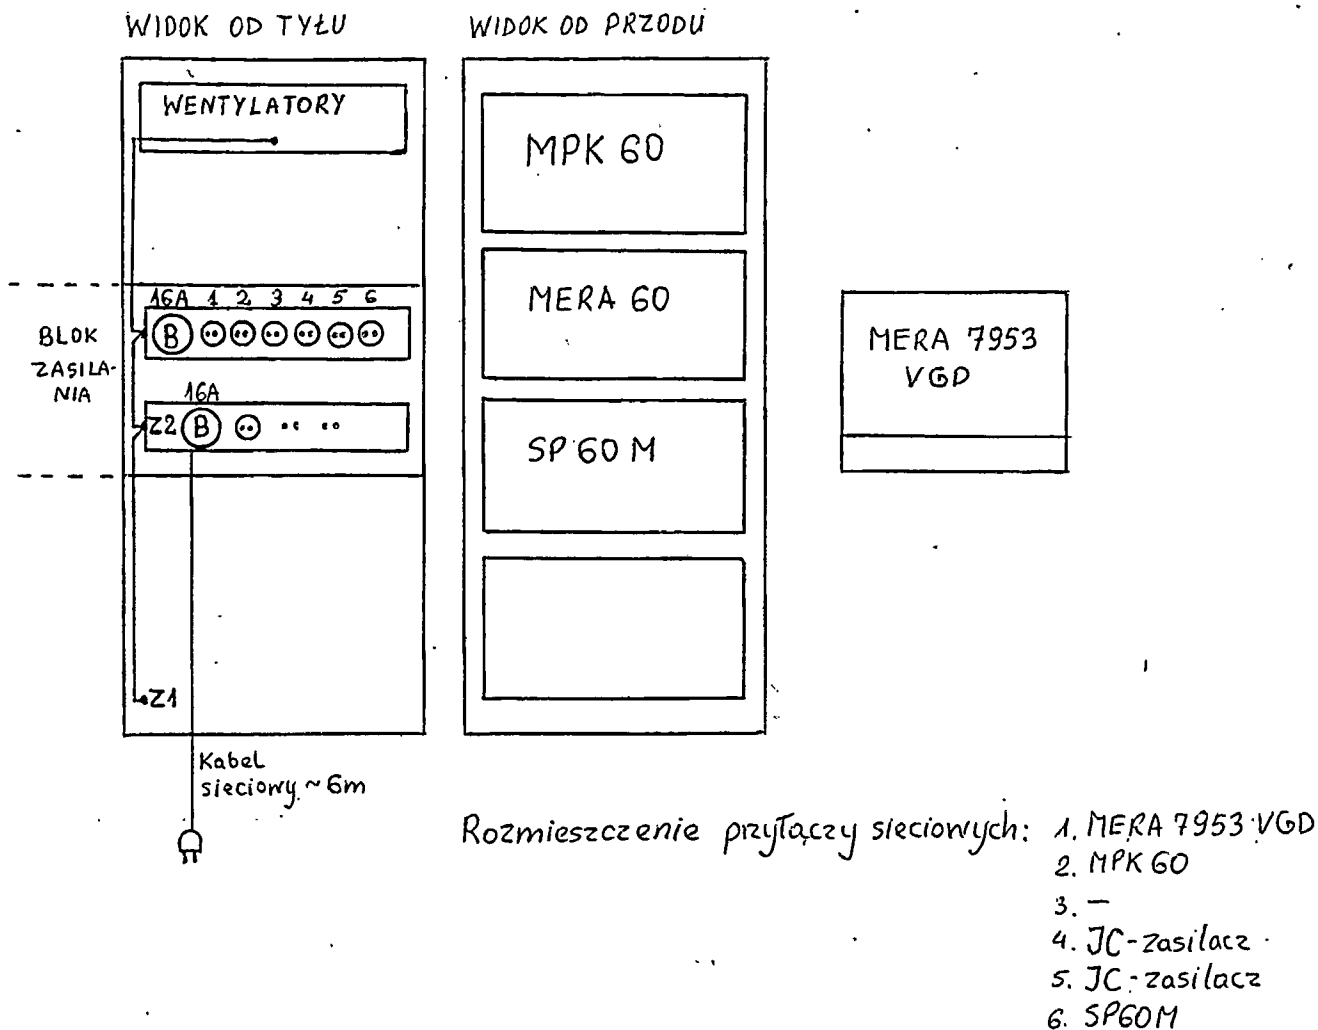 WIDOK OD TYŁU
WIDOK OD PRZODU
WENTYLATORY
MPK 60
16A 1 2 3 4 5 6
B
BLOK
ZASILA-
NIA
16A
Z2 B
MERA 60
MERA 7953
VGD
SP 60 M
Z1
Kabel
sieciowy ~6m
Rozmieszczenie przyłączy sieciowych: 1. MERA 7953 VGD
2. MPK 60
3. —
4. JC-zasilacz
5. JC-zasilacz
6. SP60M